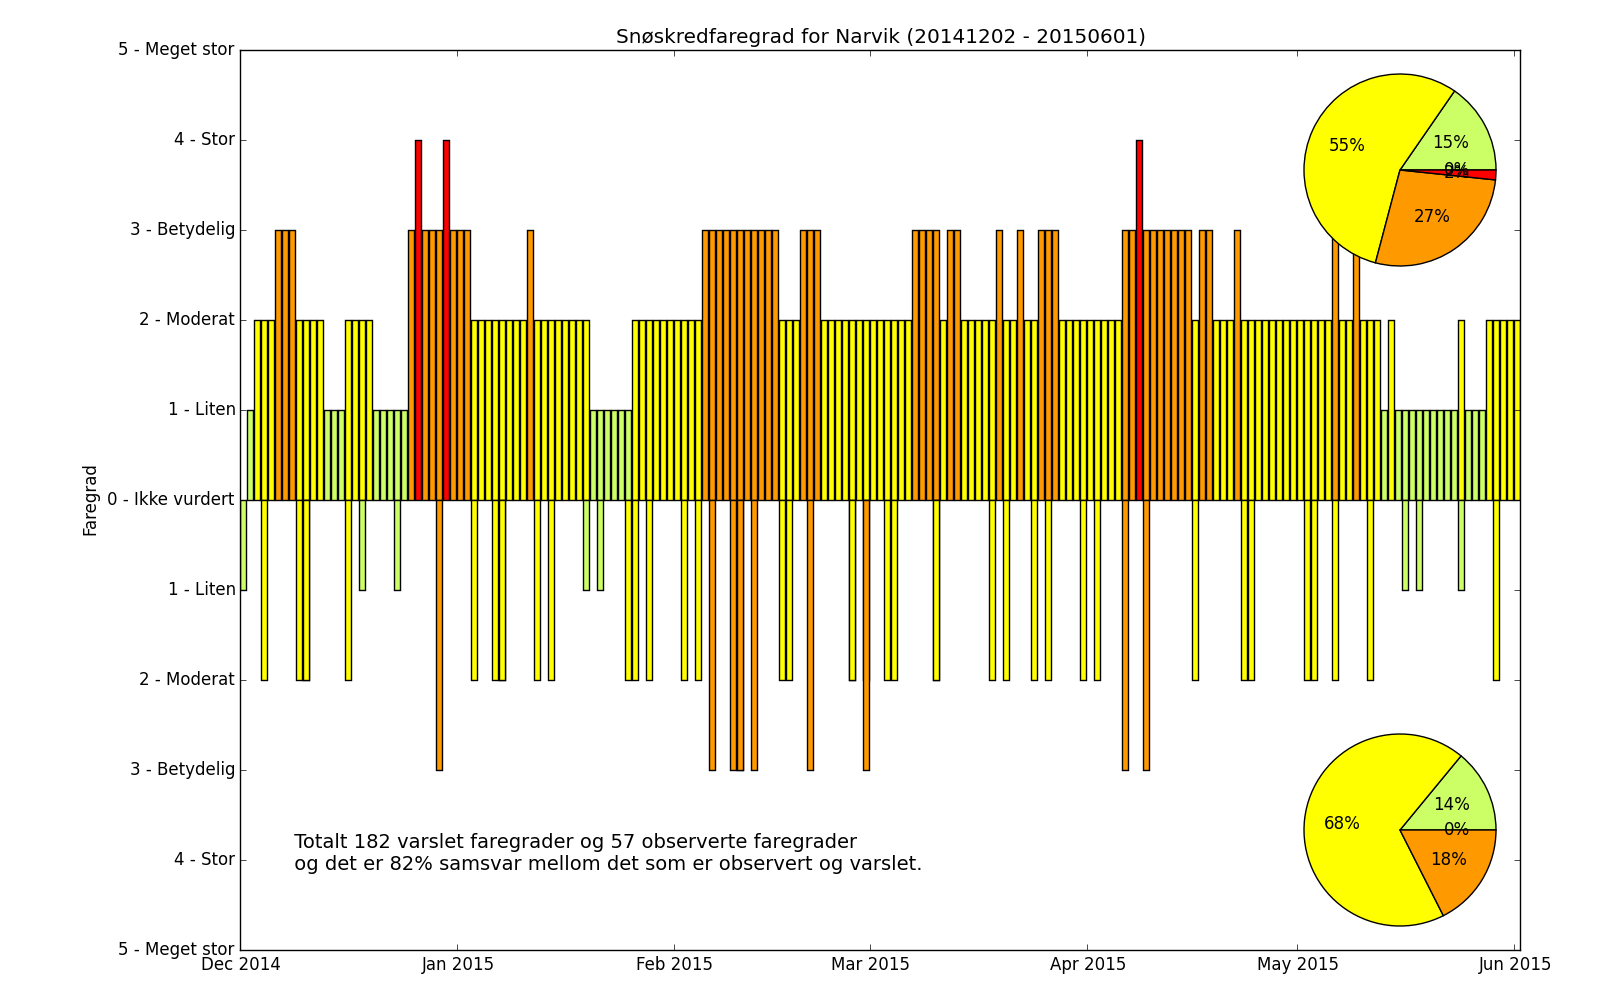 Snøskredfaregrad for Narvik (20141202 - 20150601)
5 - Meget stor
4 - Stor
3 - Betydelig
2 - Moderat
1 - Liten
0 - Ikke vurdert
1 - Liten
2 - Moderat
3 - Betydelig
4 - Stor
5 - Meget stor
Faregrad
55%
15%
0%
2%
27%
68%
14%
0%
18%
Totalt 182 varslet faregrader og 57 observerte faregrader
og det er 82% samsvar mellom det som er observert og varslet.
Dec 2014
Jan 2015
Feb 2015
Mar 2015
Apr 2015
May 2015
Jun 2015